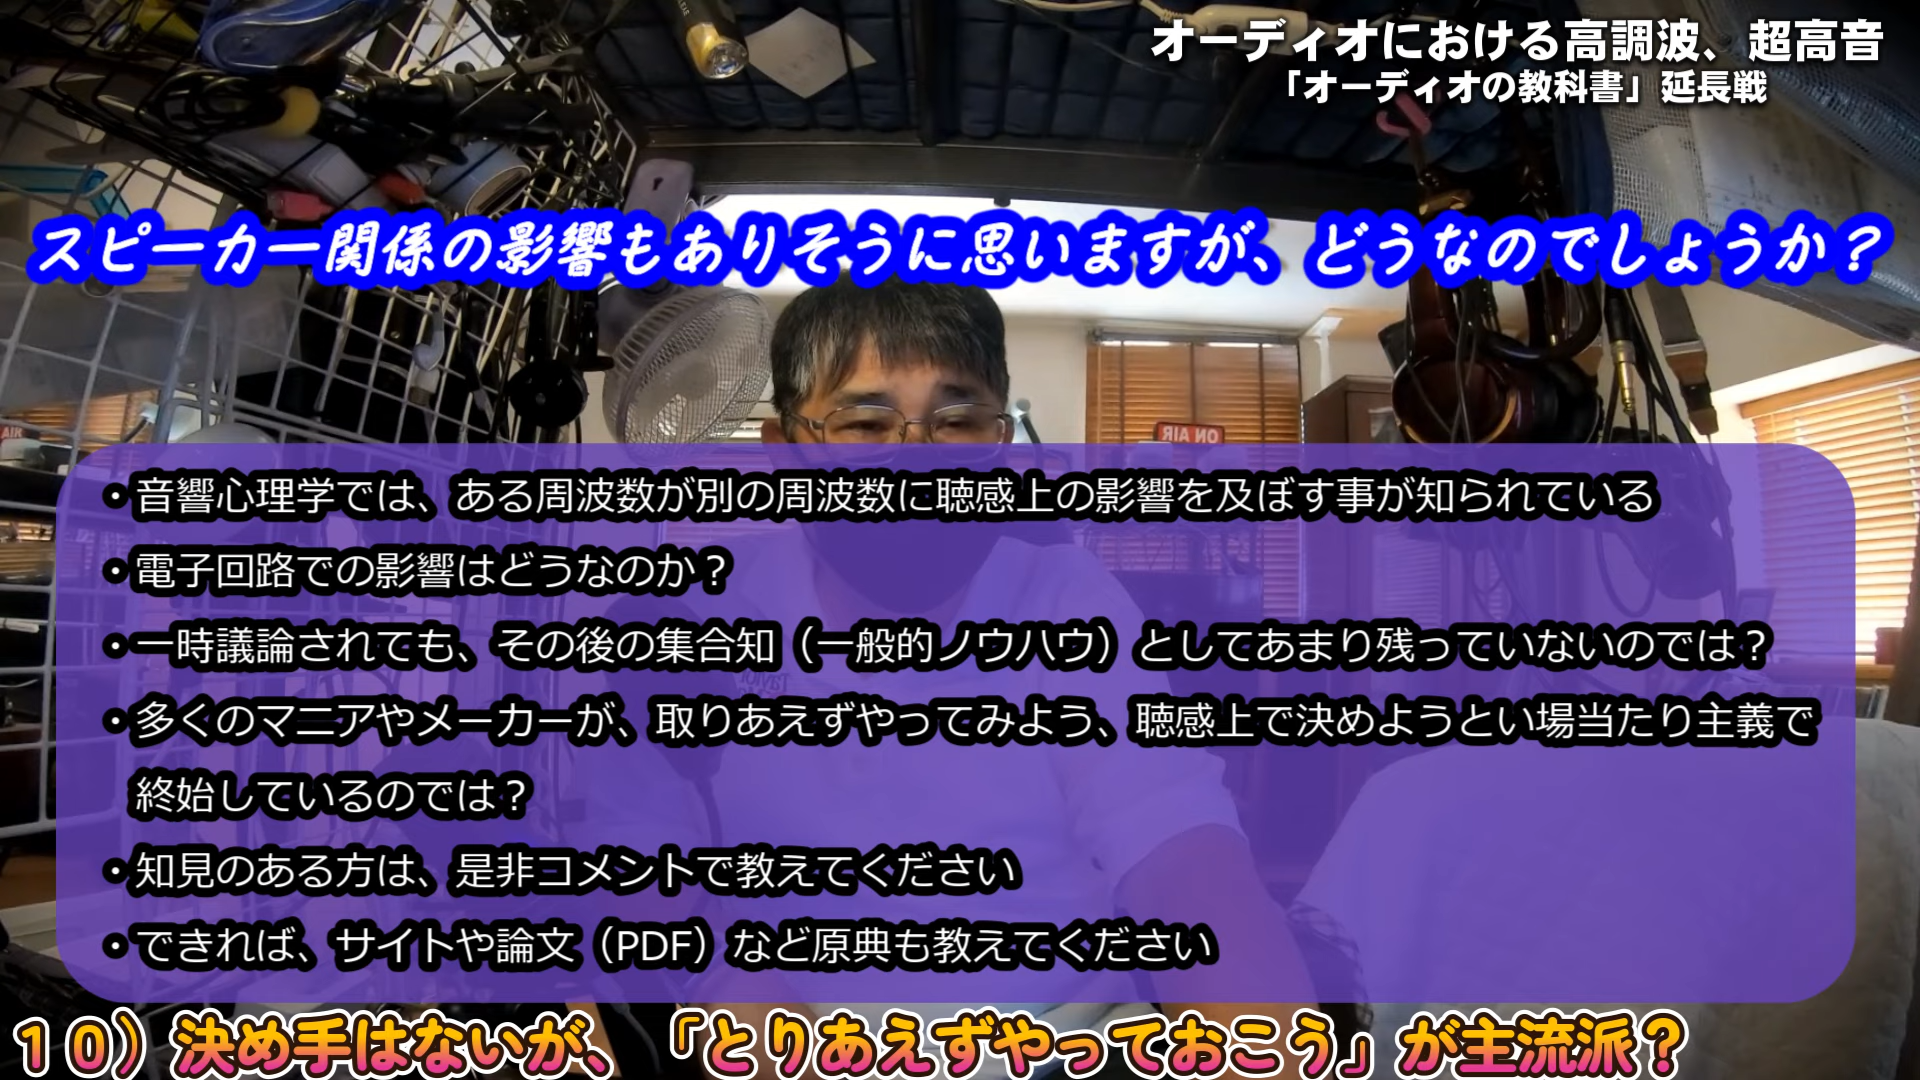 オーディオにおける高調波、超高音
「オーディオの教科書」延長戦
スピーカー関係の影響もありそうに思いますが、どうなのでしょうか？
ON AIR
・音響心理学では、ある周波数が別の周波数に聴感上の影響を及ぼす事が知られている
・電子回路での影響はどうなのか？
・一時議論されても、その後の集合知（一般的ノウハウ）としてあまり残っていないのでは？
・多くのマニアやメーカーが、取りあえずやってみよう、聴感上で決めようとい場当たり主義で
終始しているのでは？
・知見のある方は、是非コメントで教えてください
・できれば、サイトや論文（PDF）など原典も教えてください
１０）決め手はないが、「とりあえずやっておこう」が主流派？